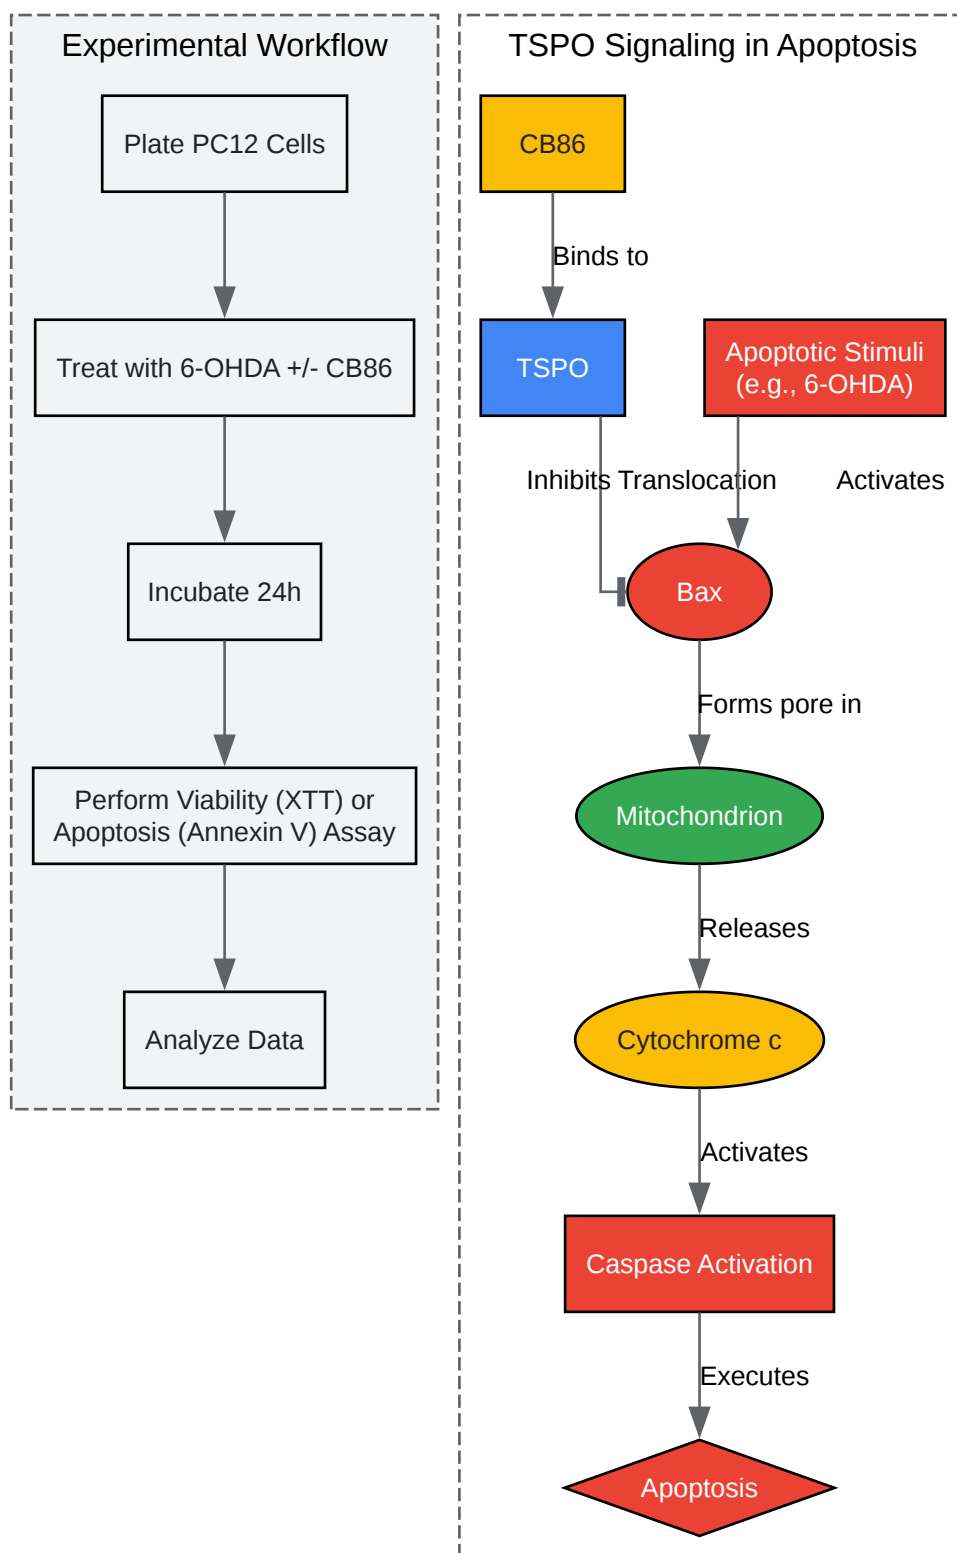 Experimental Workflow
Plate PC12 Cells
Treat with 6-OHDA +/- CB86
Incubate 24h
Perform Viability (XTT) or
Apoptosis (Annexin V) Assay
Analyze Data
TSPO Signaling in Apoptosis
CB86
Binds to
TSPO
Apoptotic Stimuli
(e.g., 6-OHDA)
Inhibits Translocation
Activates
Bax
Forms pore in
Mitochondrion
Releases
Cytochrome c
Activates
Caspase Activation
Executes
Apoptosis